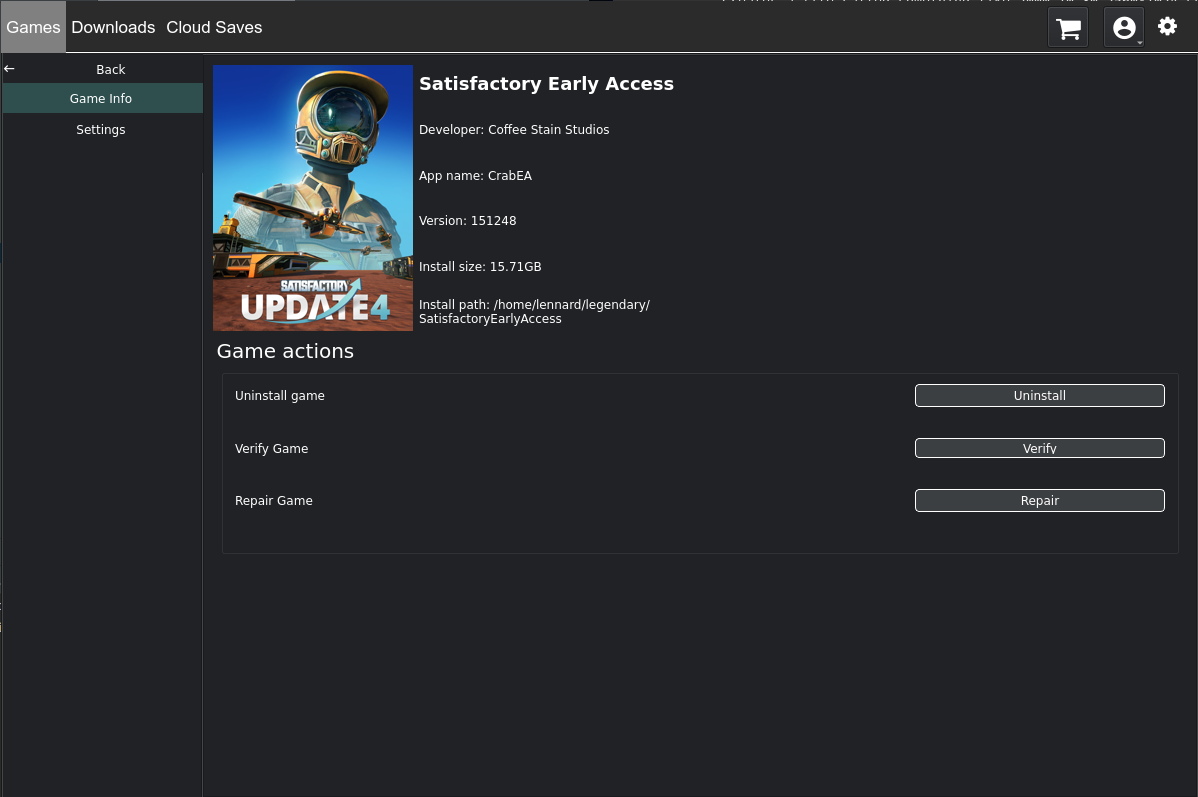 Games Downloads Cloud Saves
Back
Game Info
Settings
Satisfactory Early Access
Developer: Coffee Stain Studios
App name: CrabEA
Version: 151248
Install size: 15.71GB
Install path: /home/lennard/legendary/
SatisfactoryEarlyAccess
SATISFACTORY
UPDATE4
Game actions
Uninstall game Uninstall
Verify Game Verify
Repair Game Repair